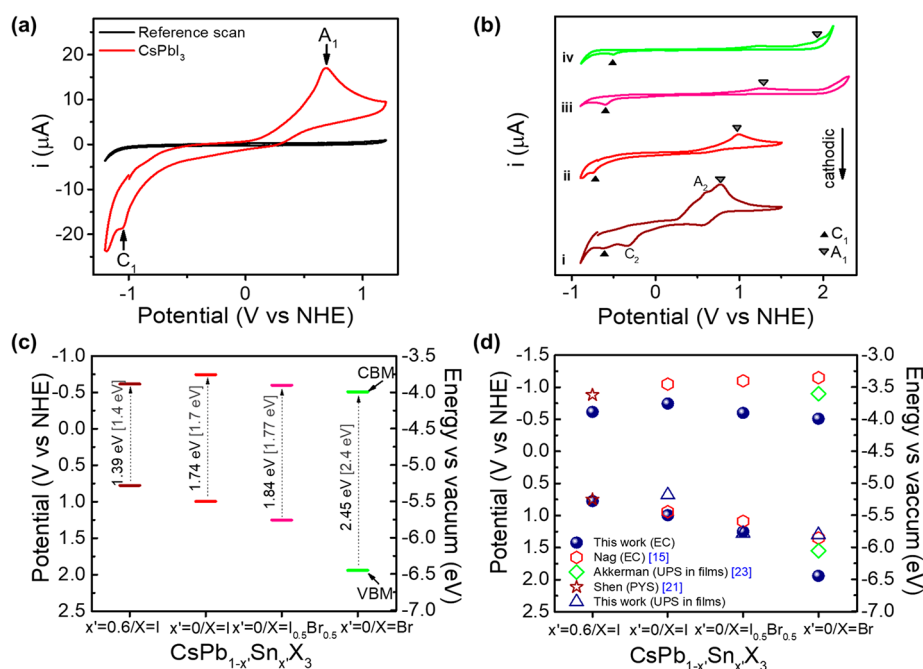 (a)
Reference scan
CsPbI₃
A₁
C₁
20
10
0
-10
-20
i (μA)
-1
0
1
Potential (V vs NHE)
(b)
iv
iii
ii
i
A₂
C₂
cathodic
C₁
A₁
i (μA)
-1
0
1
2
Potential (V vs NHE)
(c)
-1.0
-0.5
0.0
0.5
1.0
1.5
2.0
2.5
Potential (V vs NHE)
1.39 eV [1.4 eV]
1.74 eV [1.7 eV]
1.84 eV [1.77 eV]
2.45 eV [2.4 eV]
CBM
VBM
-3.5
-4.0
-4.5
-5.0
-5.5
-6.0
-6.5
-7.0
Energy vs vaccum (eV)
x'=0.6/X=I
x'=0/X=I
x'=0/X=I₀.₅Br₀.₅
x'=0/X=Br
CsPb₁₋ₓ'Snₓ'X₃
(d)
-1.5
-1.0
-0.5
0.0
0.5
1.0
1.5
2.0
2.5
Potential (V vs NHE)
This work (EC)
Nag (EC) [15]
Akkerman (UPS in films) [23]
Shen (PYS) [21]
This work (UPS in films)
-3.0
-3.5
-4.0
-4.5
-5.0
-5.5
-6.0
-6.5
-7.0
Energy vs vacuum (eV)
x'=0.6/X=I
x'=0/X=I
x'=0/X=I₀.₅Br₀.₅
x'=0/X=Br
CsPb₁₋ₓ'Snₓ'X₃